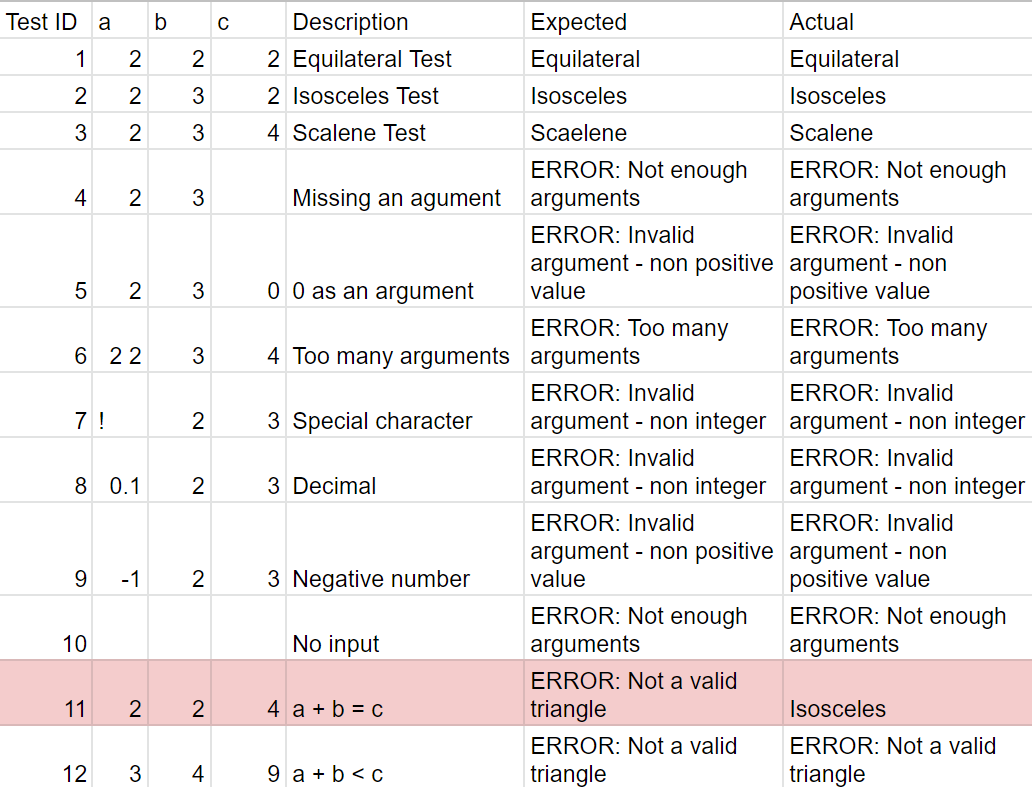 Test ID a b c Description Expected Actual
1 2 2 2 Equilateral Test Equilateral Equilateral
2 2 3 2 Isosceles Test Isosceles Isosceles
3 2 3 4 Scalene Test Scaelene Scalene
ERROR: Not enough ERROR: Not enough
4 2 3 Missing an agument arguments arguments
ERROR: Invalid ERROR: Invalid
argument - non positive argument - non
5 2 3 0 0 as an argument value positive value
ERROR: Too many ERROR: Too many
6 2 2 3 4 Too many arguments arguments arguments
ERROR: Invalid ERROR: Invalid
7 ! 2 3 Special character argument - non integer argument - non integer
ERROR: Invalid ERROR: Invalid
8 0.1 2 3 Decimal argument - non integer argument - non integer
ERROR: Invalid ERROR: Invalid
argument - non positive argument - non
9 -1 2 3 Negative number value positive value
ERROR: Not enough ERROR: Not enough
10 No input arguments arguments
ERROR: Not a valid
11 2 2 4 a + b = c triangle Isosceles
ERROR: Not a valid ERROR: Not a valid
12 3 4 9 a + b < c triangle triangle